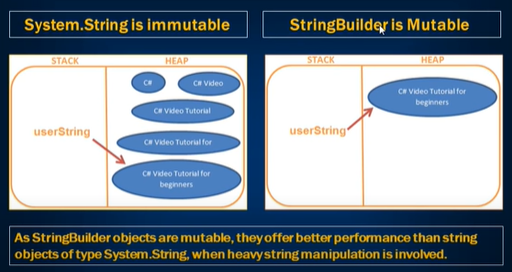 System.String is immutable
StringBuilder is Mutable
STACK
HEAP
C#
C# Video
C# Video Tutorial
C# Video Tutorial for
C# Video Tutorial for
beginners
userString
STACK
HEAP
C# Video Tutorial for
beginners
userString
As StringBuilder objects are mutable, they offer better performance than string
objects of type System.String, when heavy string manipulation is involved.